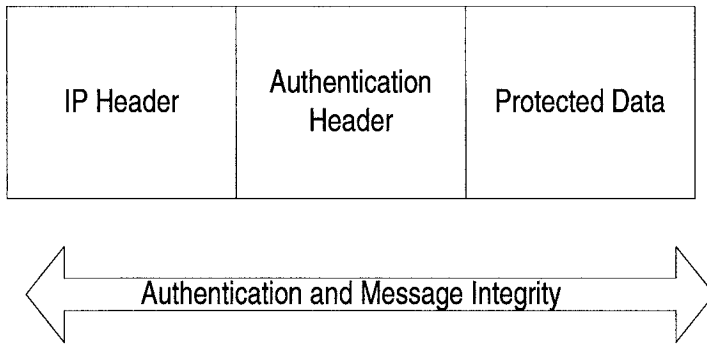 IP Header
Authentication
Header
Protected Data
Authentication and Message Integrity